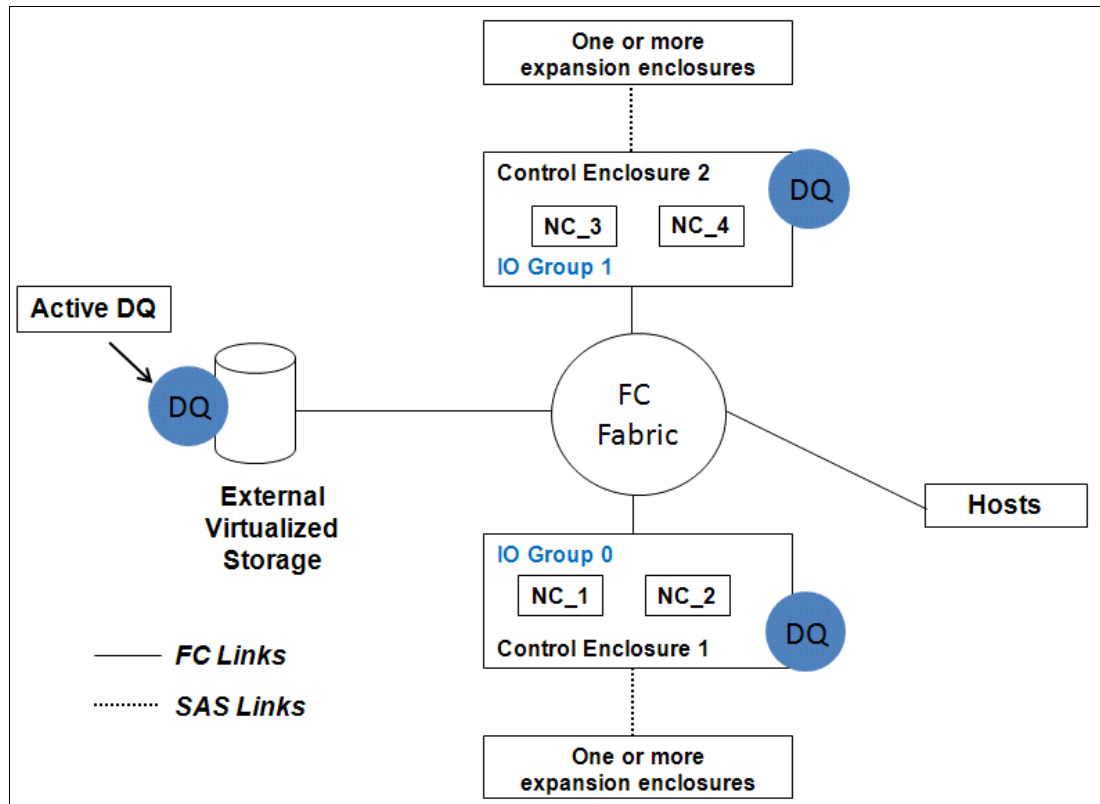 One or more
expansion enclosures
Control Enclosure 2
DQ
NC_3
NC_4
IO Group 1
Active DQ
DQ
FC
Fabric
External
Virtualized
Storage
Hosts
IO Group 0
NC_1
NC_2
DQ
Control Enclosure 1
FC Links
SAS Links
One or more
expansion enclosures